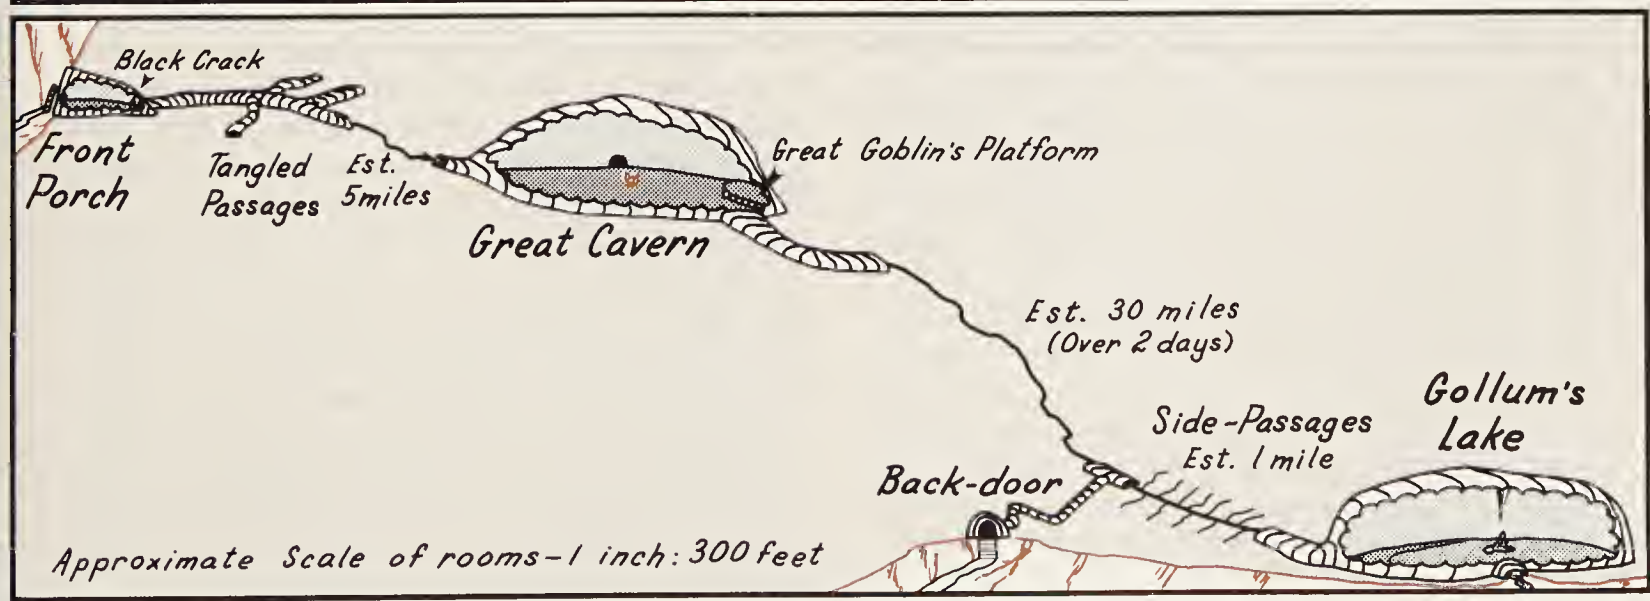 Black Crack
Front
Porch
Tangled
Passages
Est.
5miles
Great Goblin's Platform
Great Cavern
Est. 30 miles
(Over 2 days)
Gollum's
Lake
Side-Passages
Est. 1 mile
Back-door
Approximate Scale of rooms-1 inch: 300 feet